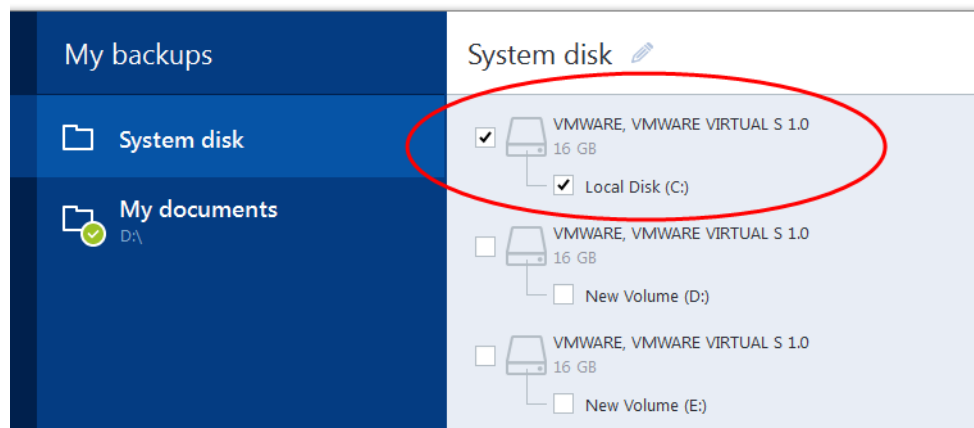 My backups
System disk
My documents
D:\
System disk
VMWARE, VMWARE VIRTUAL S 1.0
16 GB
Local Disk (C:)
VMWARE, VMWARE VIRTUAL S 1.0
16 GB
New Volume (D:)
VMWARE, VMWARE VIRTUAL S 1.0
16 GB
New Volume (E:)